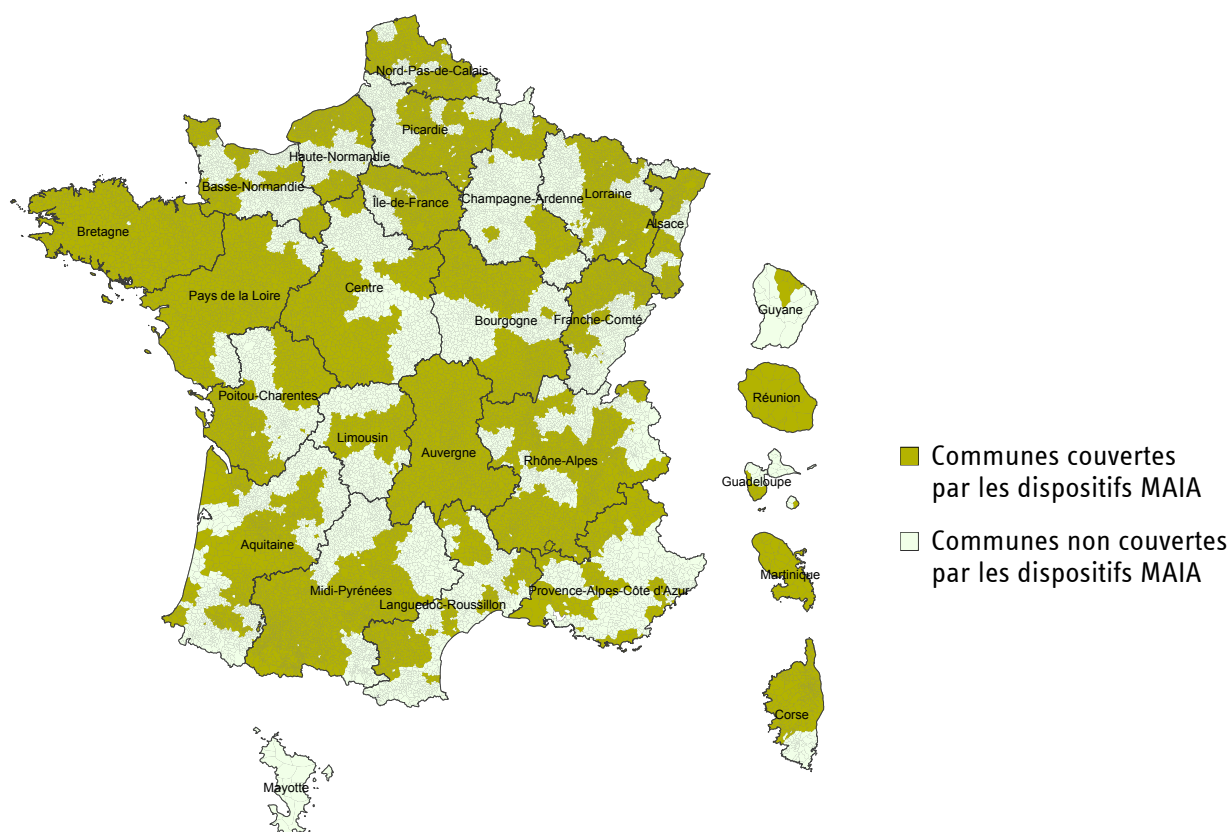 Nord-Pas-de-Calais
Picardie
Haute-Normandie
Basse-Normandie
Île-de-France
Champagne-Ardenne
Lorraine
Alsace
Bretagne
Pays de la Loire
Centre
Bourgogne
Franche-Comté
Poitou-Charentes
Limousin
Auvergne
Rhône-Alpes
Aquitaine
Midi-Pyrénées
Languedoc-Roussillon
Provence-Alpes-Côte d'Azur
Guyane
Réunion
Guadeloupe
Martinique
Corse
Mayotte
Communes couvertes
par les dispositifs MAIA
Communes non couvertes
par les dispositifs MAIA